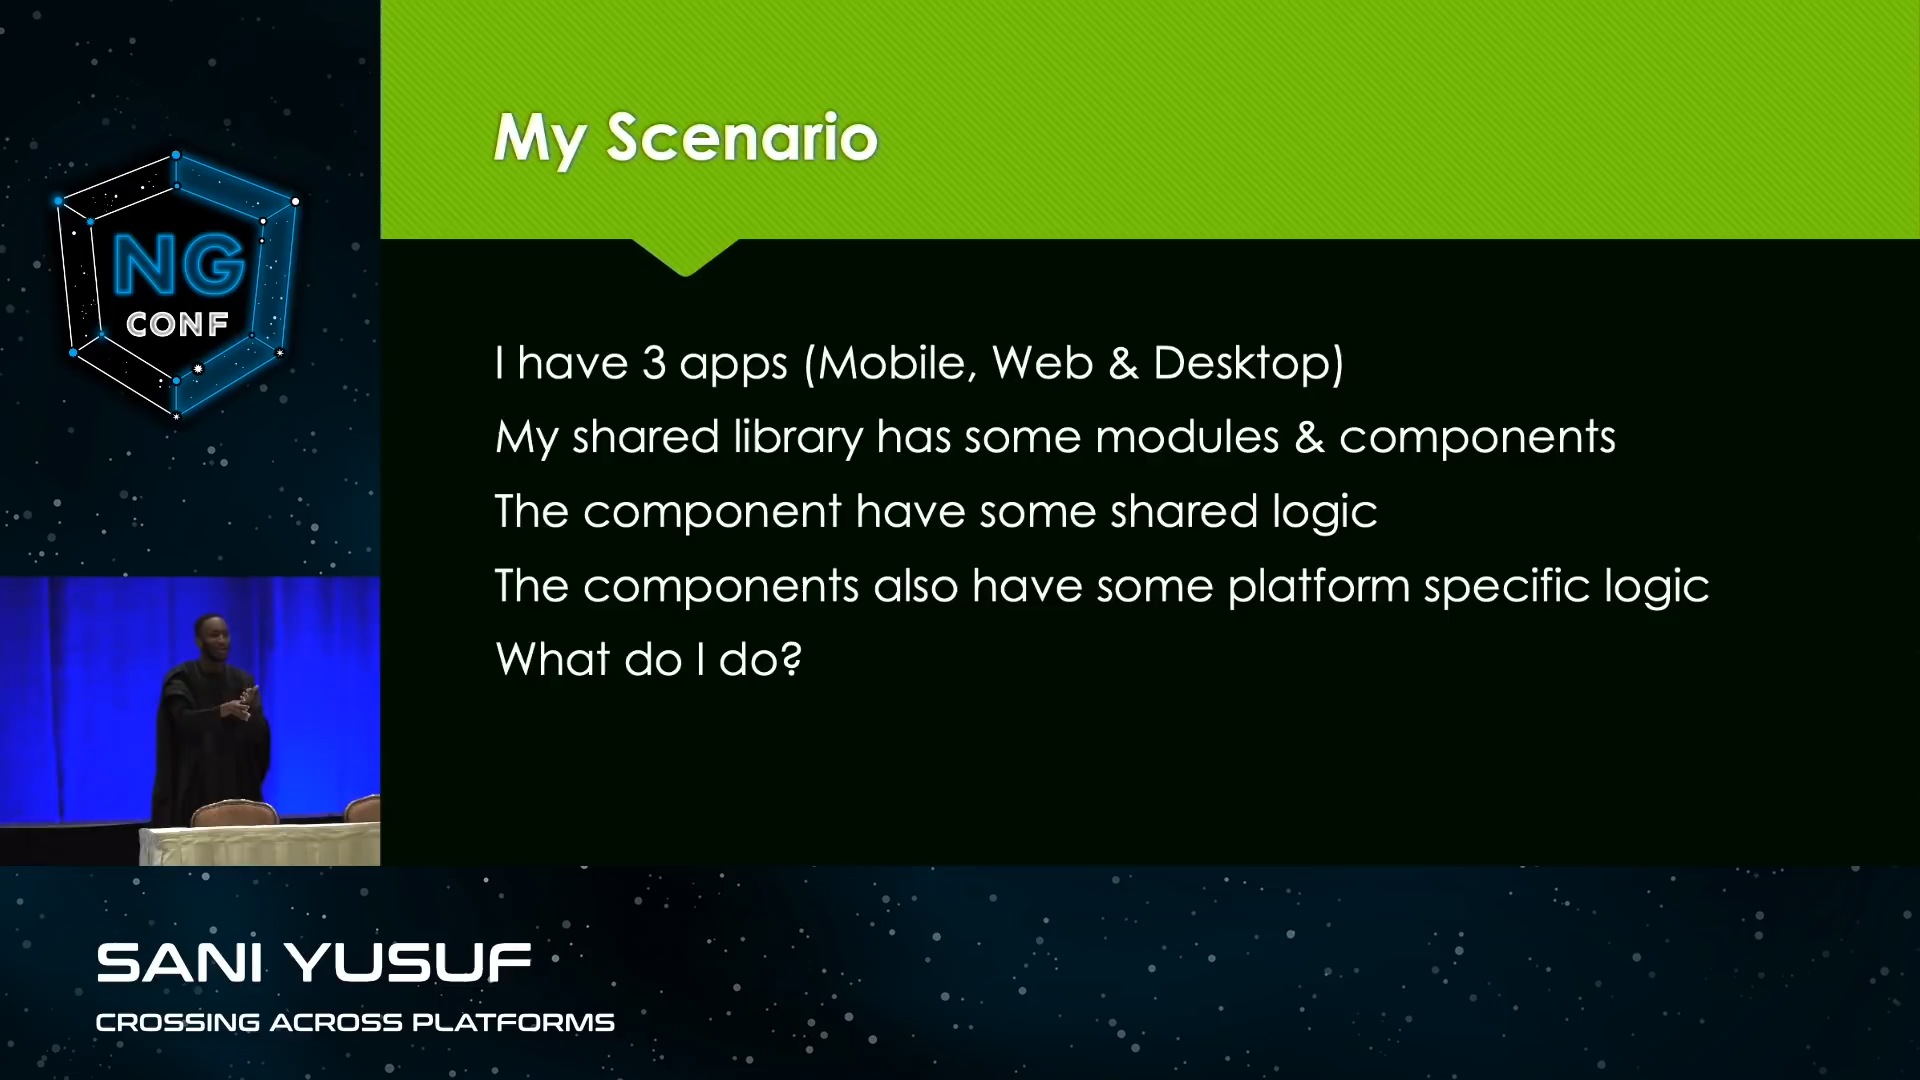 NG
CONF
My Scenario
I have 3 apps (Mobile, Web & Desktop)
My shared library has some modules & components
The component have some shared logic
The components also have some platform specific logic
What do I do?
SANI YUSUF
CROSSING ACROSS PLATFORMS